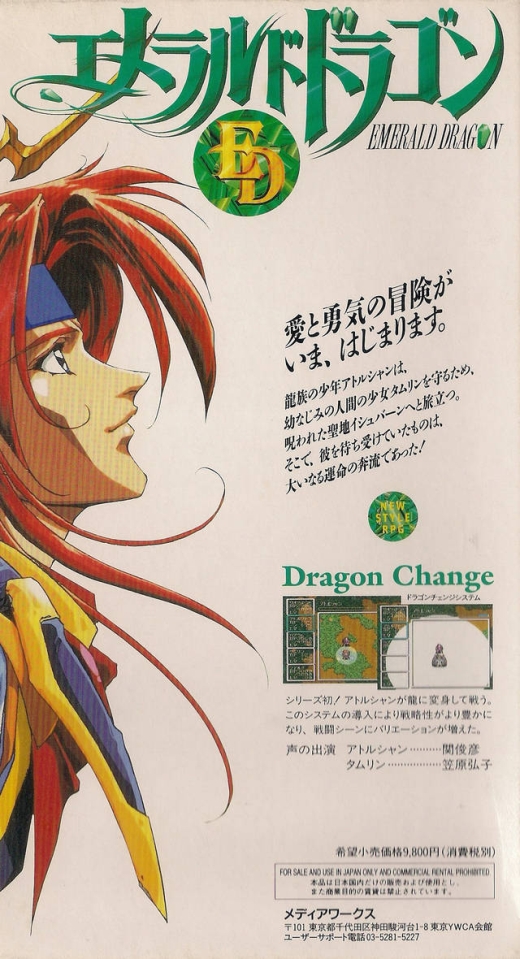 エメラルドドラゴン
EMERALD DRAGON
ED
愛と勇気の冒険が
いま、はじまります。
龍族の少年アトルシャンは、
幼なじみの人間の少女タムリンを守るため、
呪われた聖地イシュバーンへと旅立つ。
そこで、彼を待ち受けていたものは、
大いなる運命の奔流であった!
NEW
STYLE
RPG
Dragon Change
ドラゴンチェンジシステム
シリーズ初!アトルシャンが龍に変身して戦う。
このシステムの導入により戦略性がより豊かに
なり、戦闘シーンにバリエーションが増えた。
声の出演 アトルシャン………関俊彦
タムリン……………笠原弘子
希望小売価格9,800円(消費税別)
FOR SALE AND USE IN JAPAN ONLY AND COMMERCIAL RENTAL PROHIBITED.
本品は日本国内だけの販売および使用とし、
また商業目的の賃貸は禁止されています。
メディアワークス
〒101 東京都千代田区神田駿河台1-8 東京YWCA会館
ユーザーサポート電話03-5281-5227